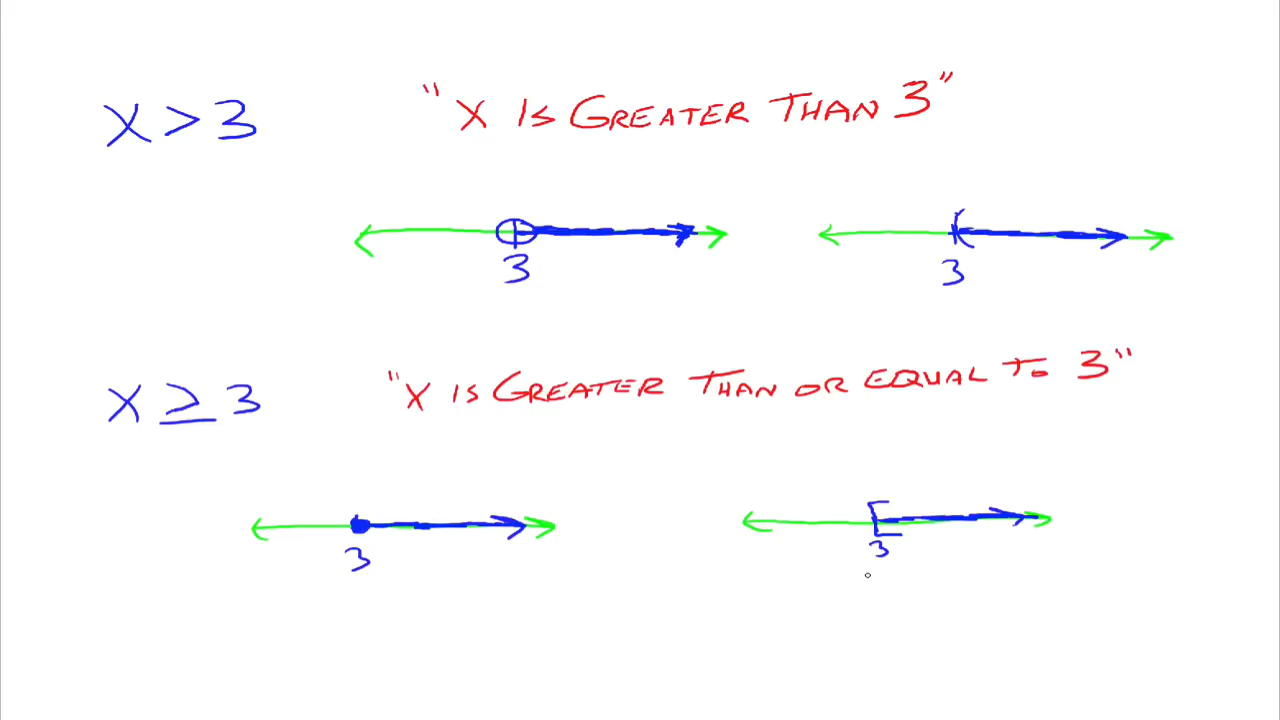 X > 3 "X IS GREATER THAN 3"
3 3
X ≥ 3 "X IS GREATER THAN OR EQUAL TO 3"
3 3